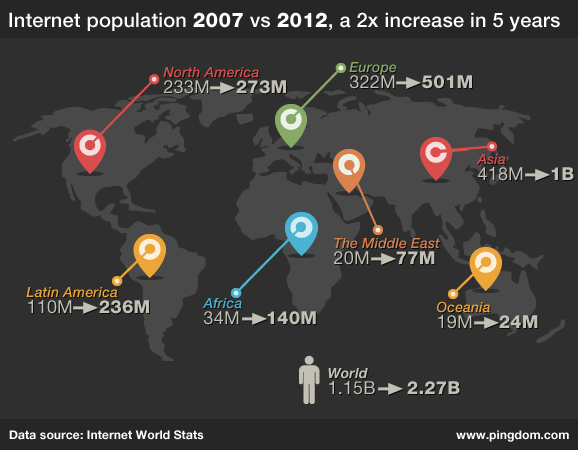 Internet population 2007 vs 2012, a 2x increase in 5 years
North America
233M→273M
Europe
322M→501M
Asia
418M→1B
The Middle East
20M→77M
Latin America
110M→236M
Africa
34M→140M
Oceania
19M→24M
World
1.15B→2.27B
Data source: Internet World Stats
www.pingdom.com